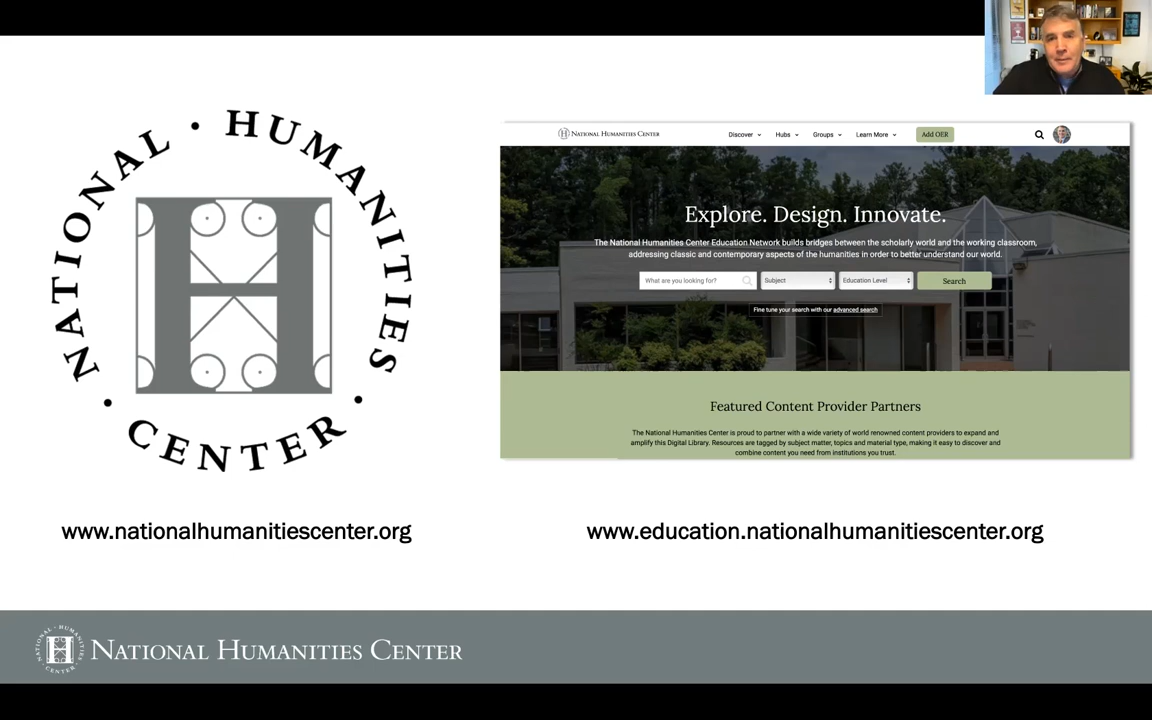 NATIONAL · HUMANITIES · CENTER ·
NATIONAL HUMANITIES CENTER
Discover
Hubs
Groups
Learn More
Add OER
Explore. Design. Innovate.
The National Humanities Center Education Network builds bridges between the scholarly world and the working classroom,
addressing classic and contemporary aspects of the humanities in order to better understand our world.
What are you looking for?
Subject
Education Level
Search
Fine tune your search with our advanced search
Featured Content Provider Partners
The National Humanities Center is proud to partner with a wide variety of world renowned content providers to expand and
amplify this Digital Library. Resources are tagged by subject matter, topics and material type, making it easy to discover and
combine content you need from institutions you trust.
www.nationalhumanitiescenter.org
www.education.nationalhumanitiescenter.org
NATIONAL · HUMANITIES · CENTER ·
NATIONAL HUMANITIES CENTER